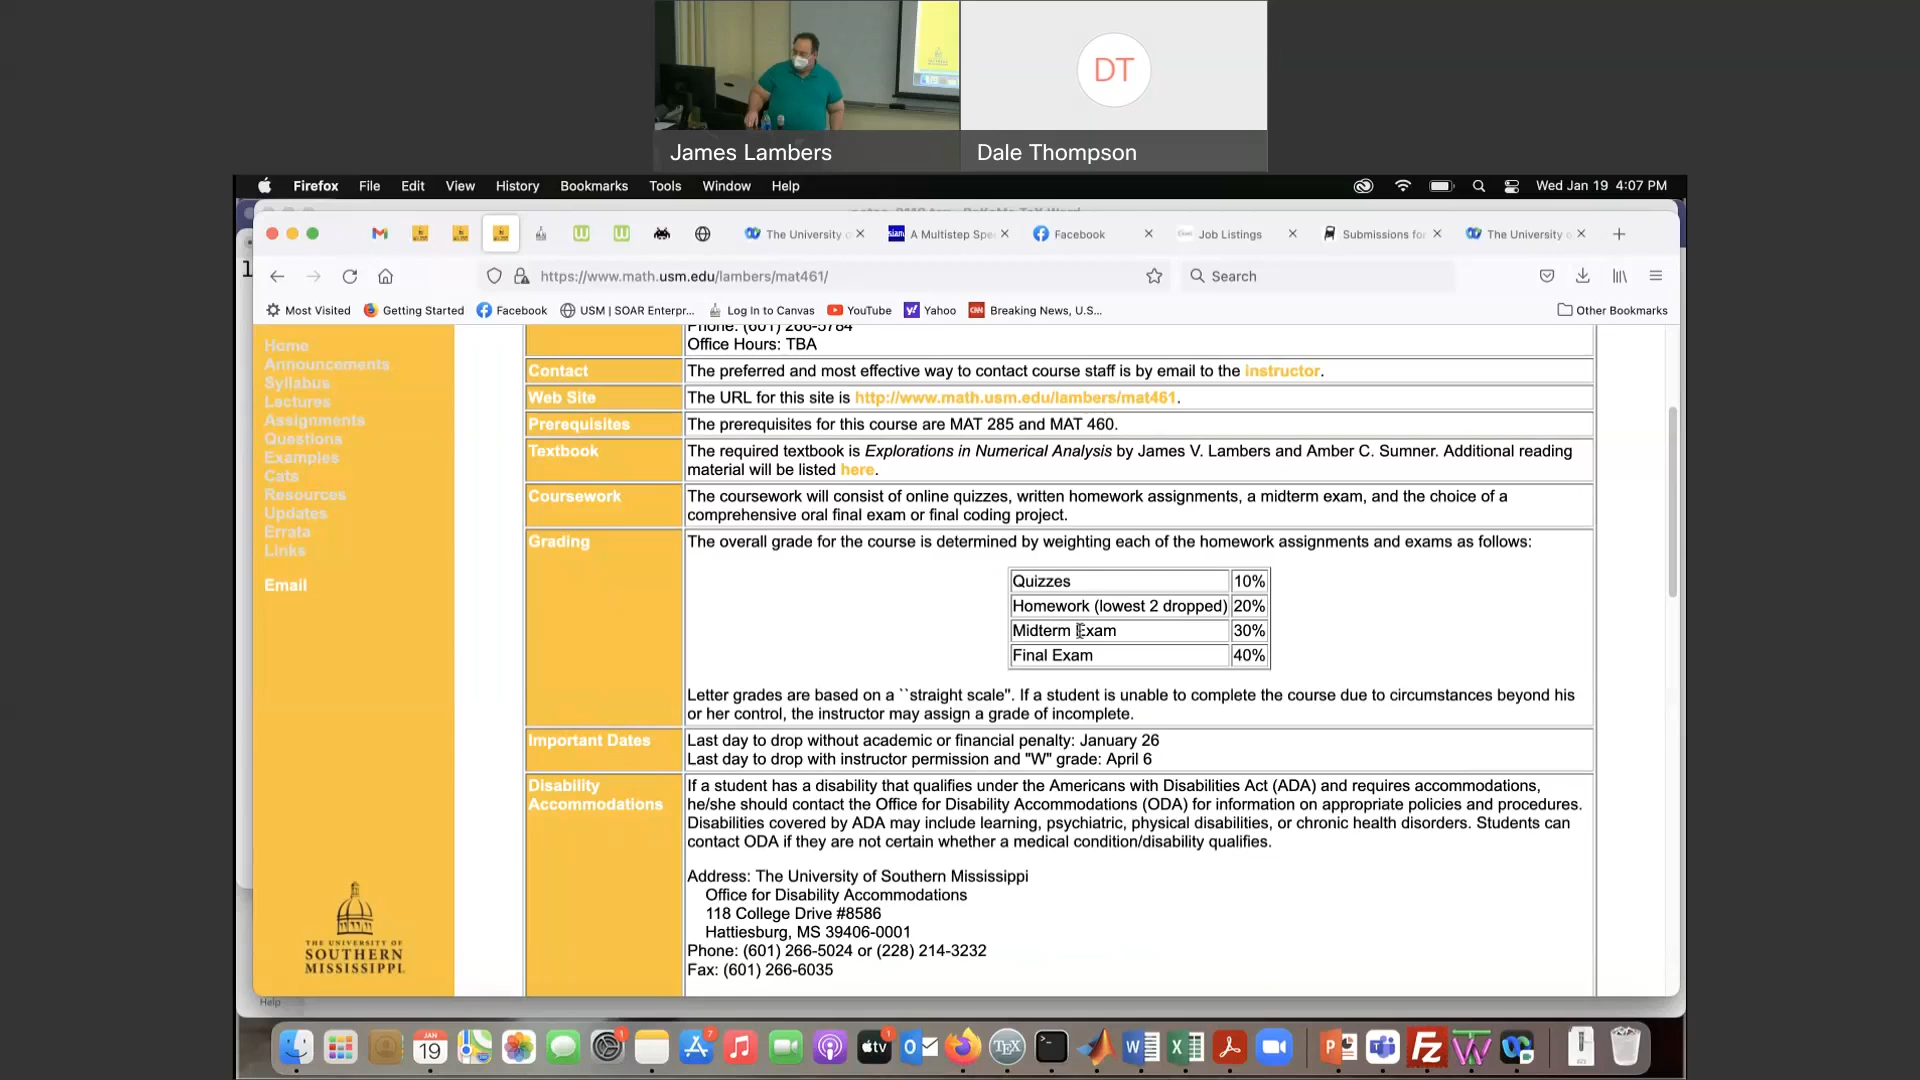 DT
James Lambers
Dale Thompson
Firefox File Edit View History Bookmarks Tools Window Help
Wed Jan 19 4:07 PM
The University o
A Multistep Spe
Facebook
Job Listings
Submissions fo
The University o
https://www.math.usm.edu/lambers/mat461/
Search
Most Visited
Getting Started
Facebook
USM | SOAR Enterpr...
Log In to Canvas
YouTube
Yahoo
Breaking News, U.S...
Other Bookmarks
Home
Announcements
Syllabus
Lectures
Assignments
Questions
Examples
Cats
Resources
Updates
Errata
Links
Email
THE UNIVERSITY OF
SOUTHERN
MISSISSIPPI
Phone: (601) 266-5784
Office Hours: TBA
Contact
The preferred and most effective way to contact course staff is by email to the instructor.
Web Site
The URL for this site is http://www.math.usm.edu/lambers/mat461.
Prerequisites
The prerequisites for this course are MAT 285 and MAT 460.
Textbook
The required textbook is Explorations in Numerical Analysis by James V. Lambers and Amber C. Sumner. Additional reading
material will be listed here.
Coursework
The coursework will consist of online quizzes, written homework assignments, a midterm exam, and the choice of a
comprehensive oral final exam or final coding project.
Grading
The overall grade for the course is determined by weighting each of the homework assignments and exams as follows:
Quizzes 10%
Homework (lowest 2 dropped) 20%
Midterm Exam 30%
Final Exam 40%
Letter grades are based on a ``straight scale". If a student is unable to complete the course due to circumstances beyond his
or her control, the instructor may assign a grade of incomplete.
Important Dates
Last day to drop without academic or financial penalty: January 26
Last day to drop with instructor permission and "W" grade: April 6
Disability
Accommodations
If a student has a disability that qualifies under the Americans with Disabilities Act (ADA) and requires accommodations,
he/she should contact the Office for Disability Accommodations (ODA) for information on appropriate policies and procedures.
Disabilities covered by ADA may include learning, psychiatric, physical disabilities, or chronic health disorders. Students can
contact ODA if they are not certain whether a medical condition/disability qualifies.
Address: The University of Southern Mississippi
Office for Disability Accommodations
118 College Drive #8586
Hattiesburg, MS 39406-0001
Phone: (601) 266-5024 or (228) 214-3232
Fax: (601) 266-6035
Help
JAN
19
1
7
tv
1
TEX